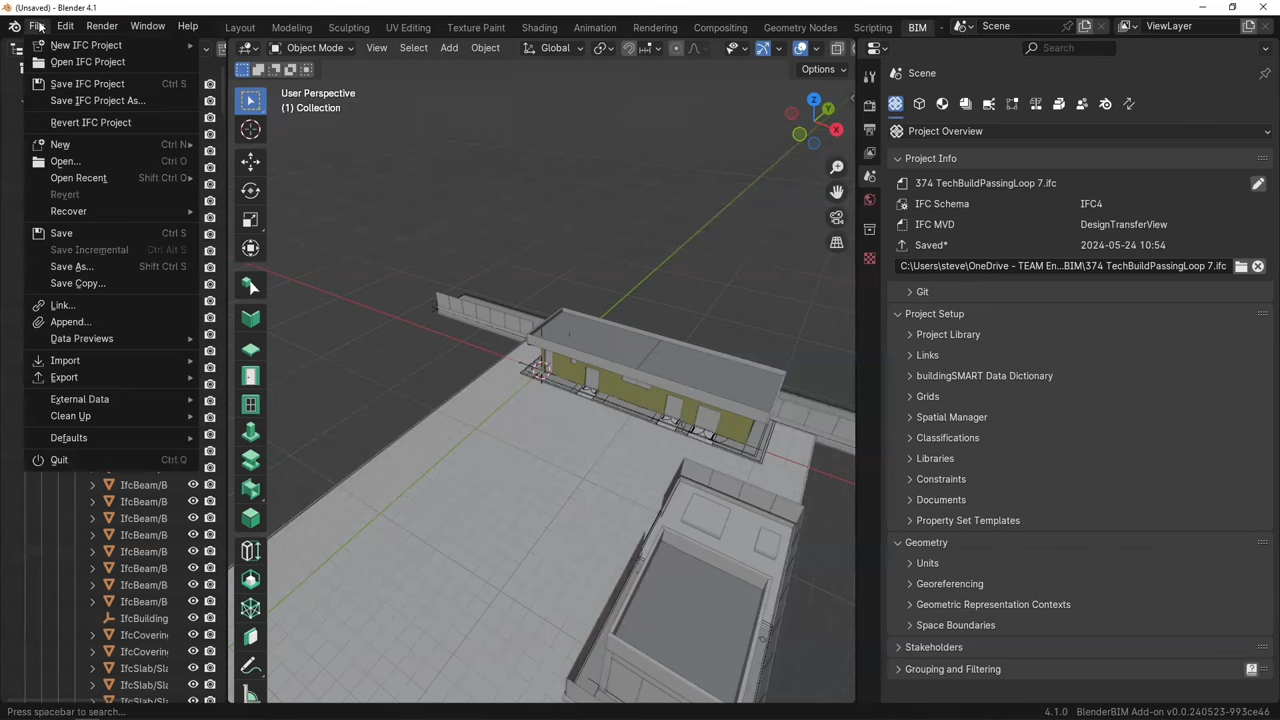 (Unsaved) - Blender 4.1
File Edit Render Window Help Layout Modeling Sculpting UV Editing Texture Paint Shading Animation Rendering Compositing Geometry Nodes Scripting BIM Scene ViewLayer
New IFC Project
Open IFC Project
Save IFC Project Ctrl S
Save IFC Project As...
Revert IFC Project
New Ctrl N
Open... Ctrl O
Open Recent Shift Ctrl O
Revert
Recover
Save Ctrl S
Save Incremental Ctrl Alt S
Save As... Shift Ctrl S
Save Copy...
Link...
Append...
Data Previews
Import
Export
External Data
Clean Up
Defaults
Quit Ctrl Q
IfcBeam/B
IfcBeam/B
IfcBeam/B
IfcBeam/B
IfcBeam/B
IfcBeam/B
IfcBeam/B
IfcBeam/B
IfcBuilding
IfcCovering
IfcCovering
IfcSlab/Sla
IfcSlab/Sla
Object Mode View Select Add Object Global
Options
User Perspective
(1) Collection
Z
Y
X
Search
Scene
Project Overview
Project Info
374 TechBuildPassingLoop 7.ifc
IFC Schema IFC4
IFC MVD DesignTransferView
Saved* 2024-05-24 10:54
C:\Users\steve\OneDrive - TEAM En...BIM\374 TechBuildPassingLoop 7.ifc
Git
Project Setup
Project Library
Links
buildingSMART Data Dictionary
Grids
Spatial Manager
Classifications
Libraries
Constraints
Documents
Property Set Templates
Geometry
Units
Georeferencing
Geometric Representation Contexts
Space Boundaries
Stakeholders
Grouping and Filtering
Press spacebar to search...
4.1.0 BlenderBIM Add-on v0.0.240523-993ce46